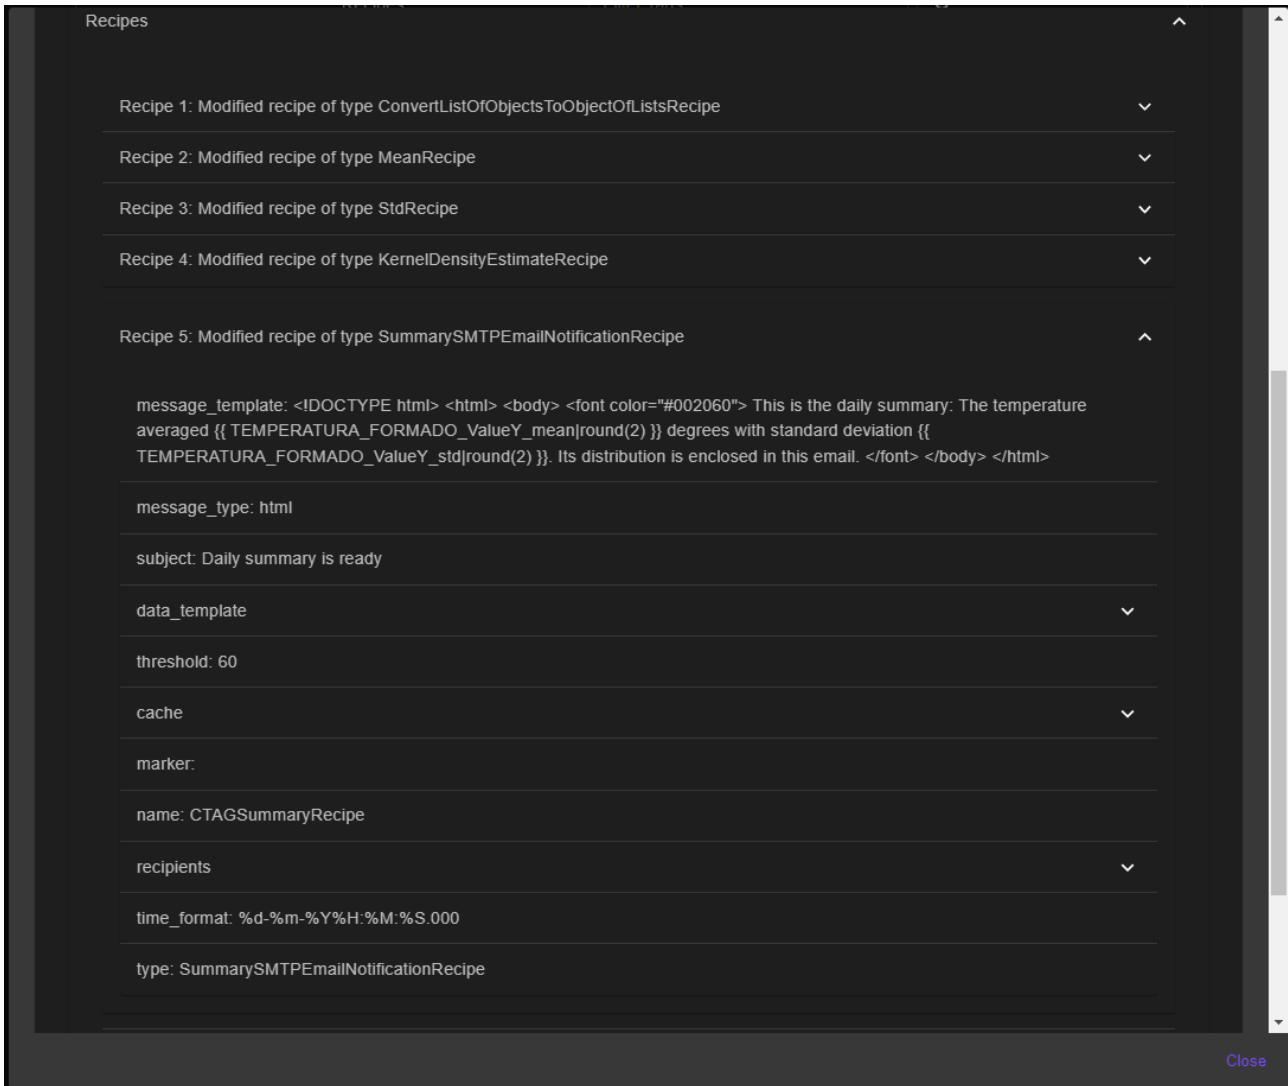 Recipes
Recipe 1: Modified recipe of type ConvertListOfObjectsToObjectOfListsRecipe
Recipe 2: Modified recipe of type MeanRecipe
Recipe 3: Modified recipe of type StdRecipe
Recipe 4: Modified recipe of type KernelDensityEstimateRecipe
Recipe 5: Modified recipe of type SummarySMTPEmailNotificationRecipe
message_template: <!DOCTYPE html> <html> <body> <font color="#002060"> This is the daily summary: The temperature
averaged {{ TEMPERATURA_FORMADO_ValueY_mean|round(2) }} degrees with standard deviation {{
TEMPERATURA_FORMADO_ValueY_std|round(2) }}. Its distribution is enclosed in this email. </font> </body> </html>
message_type: html
subject: Daily summary is ready
data_template
threshold: 60
cache
marker:
name: CTAGSummaryRecipe
recipients
time_format: %d-%m-%Y%H:%M:%S.000
type: SummarySMTPEmailNotificationRecipe
Close